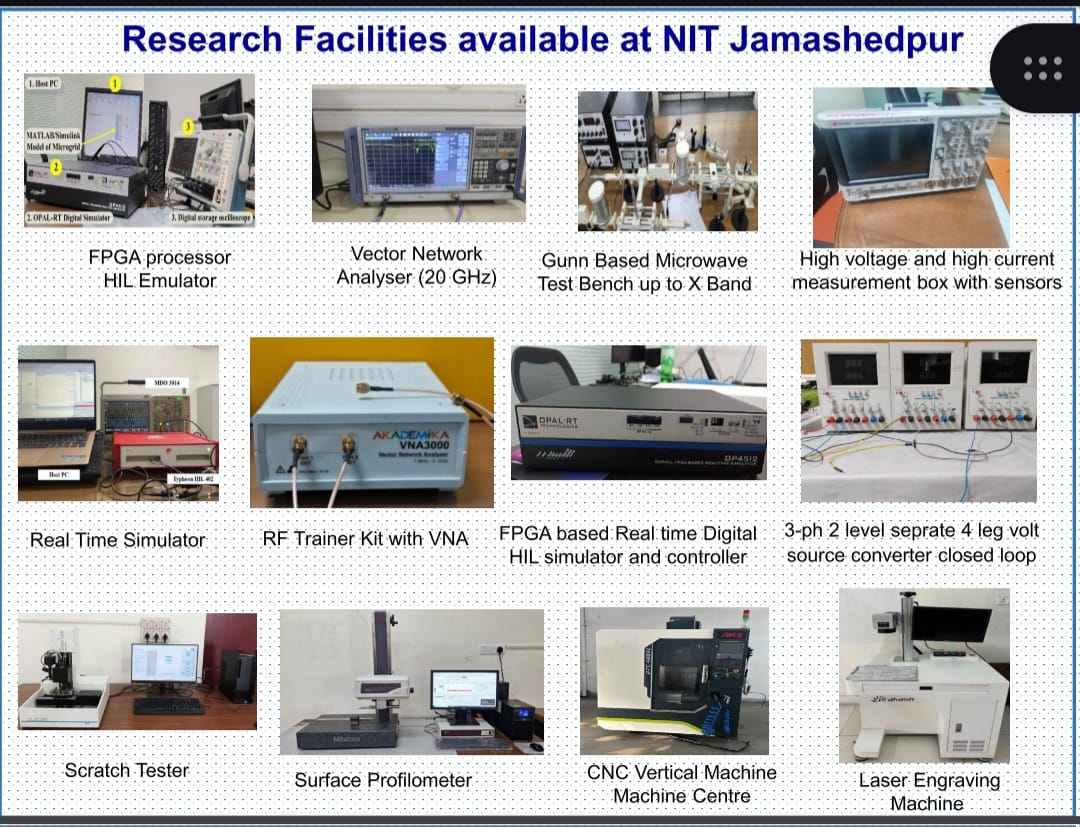 Research Facilities available at NIT Jamashedpur
1. Host PC
1
MATLAB/Simulink
Model of Microgrid
2
3
2. OPAL-RT Digital Simulator
3. Digital storage oscilloscope
FPGA processor
HIL Emulator
Vector Network
Analyser (20 GHz)
Gunn Based Microwave
Test Bench up to X Band
High voltage and high current
measurement box with sensors
MDO 3014
Host PC
Typhoon HIL 402
Real Time Simulator
AKADEMIKA
VNA3000
Vector Network Analyzer
RF Trainer Kit with VNA
OPAL-RT
TECHNOLOGIES
OP4512
FPGA based Real time Digital
HIL simulator and controller
3-ph 2 level seprate 4 leg volt
source converter closed loop
Scratch Tester
Mitutoyo
Surface Profilometer
AMS
CNC Vertical Machine
Machine Centre
Laser Engraving
Machine